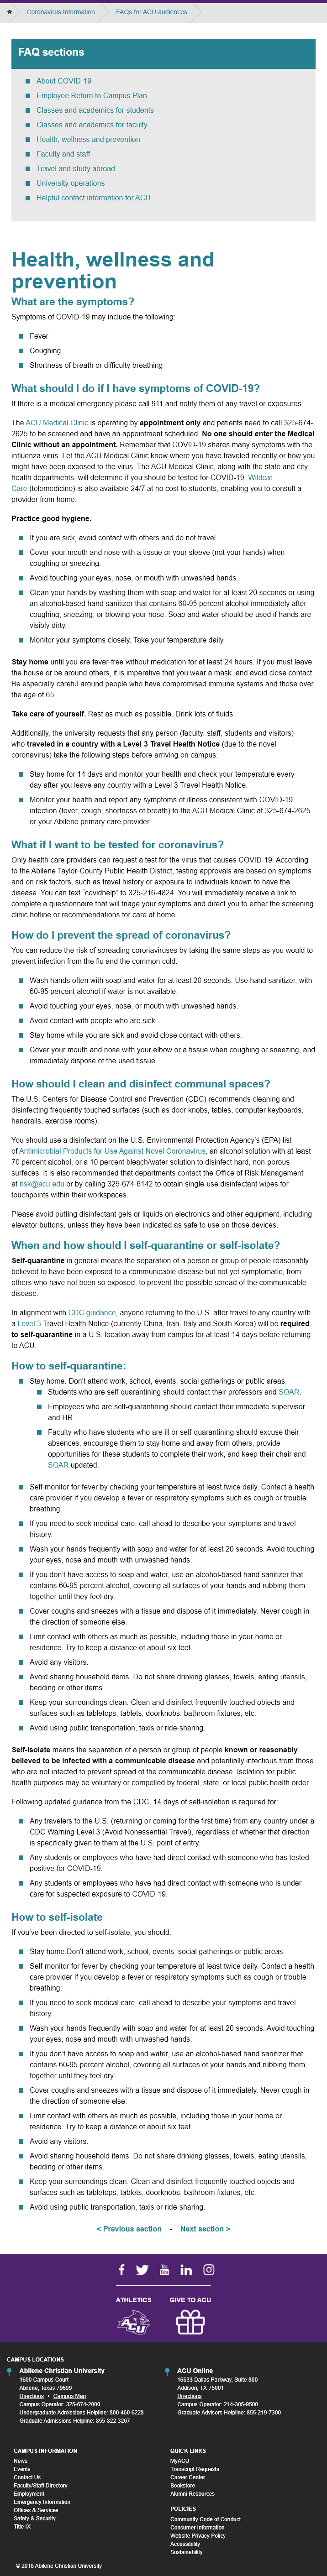 Coronavirus Information
FAQs for ACU audiences
FAQ sections
About COVID-19
Employee Return to Campus Plan
Classes and academics for students
Classes and academics for faculty
Health, wellness and prevention
Faculty and staff
Travel and study abroad
University operations
Helpful contact information for ACU
Health, wellness and
prevention
What are the symptoms?
Symptoms of COVID-19 may include the following:
Fever
Coughing
Shortness of breath or difficulty breathing
What should I do if I have symptoms of COVID-19?
If there is a medical emergency please call 911 and notify them of any travel or exposures.
The ACU Medical Clinic is operating by appointment only and patients need to call 325-674-
2625 to be screened and have an appointment scheduled. No one should enter the Medical
Clinic without an appointment. Remember that COVID-19 shares many symptoms with the
influenza virus. Let the ACU Medical Clinic know where you have traveled recently or how you
might have been exposed to the virus. The ACU Medical Clinic, along with the state and city
health departments, will determine if you should be tested for COVID-19. Wildcat
Care (telemedicine) is also available 24/7 at no cost to students, enabling you to consult a
provider from home.
Practice good hygiene.
If you are sick, avoid contact with others and do not travel.
Cover your mouth and nose with a tissue or your sleeve (not your hands) when
coughing or sneezing.
Avoid touching your eyes, nose, or mouth with unwashed hands.
Clean your hands by washing them with soap and water for at least 20 seconds or using
an alcohol-based hand sanitizer that contains 60-95 percent alcohol immediately after
coughing, sneezing, or blowing your nose. Soap and water should be used if hands are
visibly dirty.
Monitor your symptoms closely. Take your temperature daily.
Stay home until you are fever-free without medication for at least 24 hours. If you must leave
the house or be around others, it is imperative that you wear a mask  and avoid close contact.
Be especially careful around people who have compromised immune systems and those over
the age of 65.
Take care of yourself. Rest as much as possible. Drink lots of fluids.
Additionally, the university requests that any person (faculty, staff, students and visitors)
who traveled in a country with a Level 3 Travel Health Notice (due to the novel
coronavirus) take the following steps before arriving on campus:
Stay home for 14 days and monitor your health and check your temperature every
day after you leave any country with a Level 3 Travel Health Notice.
Monitor your health and report any symptoms of illness consistent with COVID-19
infection (fever, cough, shortness of breath) to the ACU Medical Clinic at 325-674-2625
or your Abilene primary care provider.
What if I want to be tested for coronavirus?
Only health care providers can request a test for the virus that causes COVID-19. According
to the Abilene Taylor-County Public Health District, testing approvals are based on symptoms
and on risk factors, such as travel history or exposure to individuals known to have the
disease. You can text "covidhelp" to 325-216-4824. You will immediately receive a link to
complete a questionnaire that will triage your symptoms and direct you to either the screening
clinic hotline or recommendations for care at home.
How do I prevent the spread of coronavirus?
You can reduce the risk of spreading coronaviruses by taking the same steps as you would to
prevent infection from the flu and the common cold:
Wash hands often with soap and water for at least 20 seconds. Use hand sanitizer, with
60-95 percent alcohol if water is not available.
Avoid touching your eyes, nose, or mouth with unwashed hands.
Avoid contact with people who are sick.
Stay home while you are sick and avoid close contact with others.
Cover your mouth and nose with your elbow or a tissue when coughing or sneezing, and
immediately dispose of the used tissue.
How should I clean and disinfect communal spaces?
The U.S. Centers for Disease Control and Prevention (CDC) recommends cleaning and
disinfecting frequently touched surfaces (such as door knobs, tables, computer keyboards,
handrails, exercise rooms).
You should use a disinfectant on the U.S. Environmental Protection Agency's (EPA) list
of Antimicrobial Products for Use Against Novel Coronavirus, an alcohol solution with at least
70 percent alcohol, or a 10 percent bleach/water solution to disinfect hard, non-porous
surfaces. It is also recommended that departments contact the Office of Risk Management
at risk@acu.edu or by calling 325-674-6142 to obtain single-use disinfectant wipes for
touchpoints within their workspaces.
Please avoid putting disinfectant gels or liquids on electronics and other equipment, including
elevator buttons, unless they have been indicated as safe to use on those devices.
When and how should I self-quarantine or self-isolate?
Self-quarantine in general means the separation of a person or group of people reasonably
believed to have been exposed to a communicable disease but not yet symptomatic, from
others who have not been so exposed, to prevent the possible spread of the communicable
disease.
In alignment with CDC guidance, anyone returning to the U.S. after travel to any country with
a Level 3 Travel Health Notice (currently China, Iran, Italy and South Korea) will be required
to self-quarantine in a U.S. location away from campus for at least 14 days before returning
to ACU.
How to self-quarantine:
Stay home. Don't attend work, school, events, social gatherings or public areas.
Students who are self-quarantining should contact their professors and SOAR.
Employees who are self-quarantining should contact their immediate supervisor
and HR.
Faculty who have students who are ill or self-quarantining should excuse their
absences, encourage them to stay home and away from others, provide
opportunities for these students to complete their work, and keep their chair and
SOAR updated.
Self-monitor for fever by checking your temperature at least twice daily. Contact a health
care provider if you develop a fever or respiratory symptoms such as cough or trouble
breathing.
If you need to seek medical care, call ahead to describe your symptoms and travel
history.
Wash your hands frequently with soap and water for at least 20 seconds. Avoid touching
your eyes, nose and mouth with unwashed hands.
If you don't have access to soap and water, use an alcohol-based hand sanitizer that
contains 60-95 percent alcohol, covering all surfaces of your hands and rubbing them
together until they feel dry.
Cover coughs and sneezes with a tissue and dispose of it immediately. Never cough in
the direction of someone else.
Limit contact with others as much as possible, including those in your home or
residence. Try to keep a distance of about six feet.
Avoid any visitors.
Avoid sharing household items. Do not share drinking glasses, towels, eating utensils,
bedding or other items.
Keep your surroundings clean. Clean and disinfect frequently touched objects and
surfaces such as tabletops, tablets, doorknobs, bathroom fixtures, etc.
Avoid using public transportation, taxis or ride-sharing.
Self-isolate means the separation of a person or group of people known or reasonably
believed to be infected with a communicable disease and potentially infectious from those
who are not infected to prevent spread of the communicable disease. Isolation for public
health purposes may be voluntary or compelled by federal, state, or local public health order.
Following updated guidance from the CDC, 14 days of self-isolation is required for:
Any travelers to the U.S. (returning or coming for the first time) from any country under a
CDC Warning Level 3 (Avoid Nonessential Travel), regardless of whether that direction
is specifically given to them at the U.S. point of entry.
Any students or employees who have had direct contact with someone who has tested
positive for COVID-19.
Any students or employees who have had direct contact with someone who is under
care for suspected exposure to COVID-19.
How to self-isolate
If you've been directed to self-isolate, you should:
Stay home.Don't attend work, school, events, social gatherings or public areas.
Self-monitor for fever by checking your temperature at least twice daily. Contact a health
care provider if you develop a fever or respiratory symptoms such as cough or trouble
breathing.
If you need to seek medical care, call ahead to describe your symptoms and travel
history.
Wash your hands frequently with soap and water for at least 20 seconds. Avoid touching
your eyes, nose and mouth with unwashed hands.
If you don't have access to soap and water, use an alcohol-based hand sanitizer that
contains 60-95 percent alcohol, covering all surfaces of your hands and rubbing them
together until they feel dry.
Cover coughs and sneezes with a tissue and dispose of it immediately. Never cough in
the direction of someone else.
Limit contact with others as much as possible, including those in your home or
residence. Try to keep a distance of about six feet.
Avoid any visitors.
Avoid sharing household items. Do not share drinking glasses, towels, eating utensils,
bedding or other items.
Keep your surroundings clean. Clean and disinfect frequently touched objects and
surfaces such as tabletops, tablets, doorknobs, bathroom fixtures, etc.
Avoid using public transportation, taxis or ride-sharing.
< Previous section - Next section >
You Tube
ATHLETICS
GIVE TO ACU
ACU
CAMPUS LOCATIONS
Abilene Christian University
1600 Campus Court
Abilene, Texas 79699
Directions • Campus Map
Campus Operator: 325-674-2000
Undergraduate Admissions Helpline: 800-460-6228
Graduate Admissions Helpline: 855-822-3267
ACU Online
16633 Dallas Parkway, Suite 800
Addison, TX 75001
Directions
Campus Operator: 214-305-9500
Graduate Advisors Helpline: 855-219-7300
CAMPUS INFORMATION
News
Events
Contact Us
Faculty/Staff Directory
Employment
Emergency Information
Offices & Services
Safety & Security
Title IX
QUICK LINKS
MyACU
Transcript Requests
Career Center
Bookstore
Alumni Resources
POLICIES
Community Code of Conduct
Consumer Information
Website Privacy Policy
Accessibility
Sustainability
© 2018 Abilene Christian University